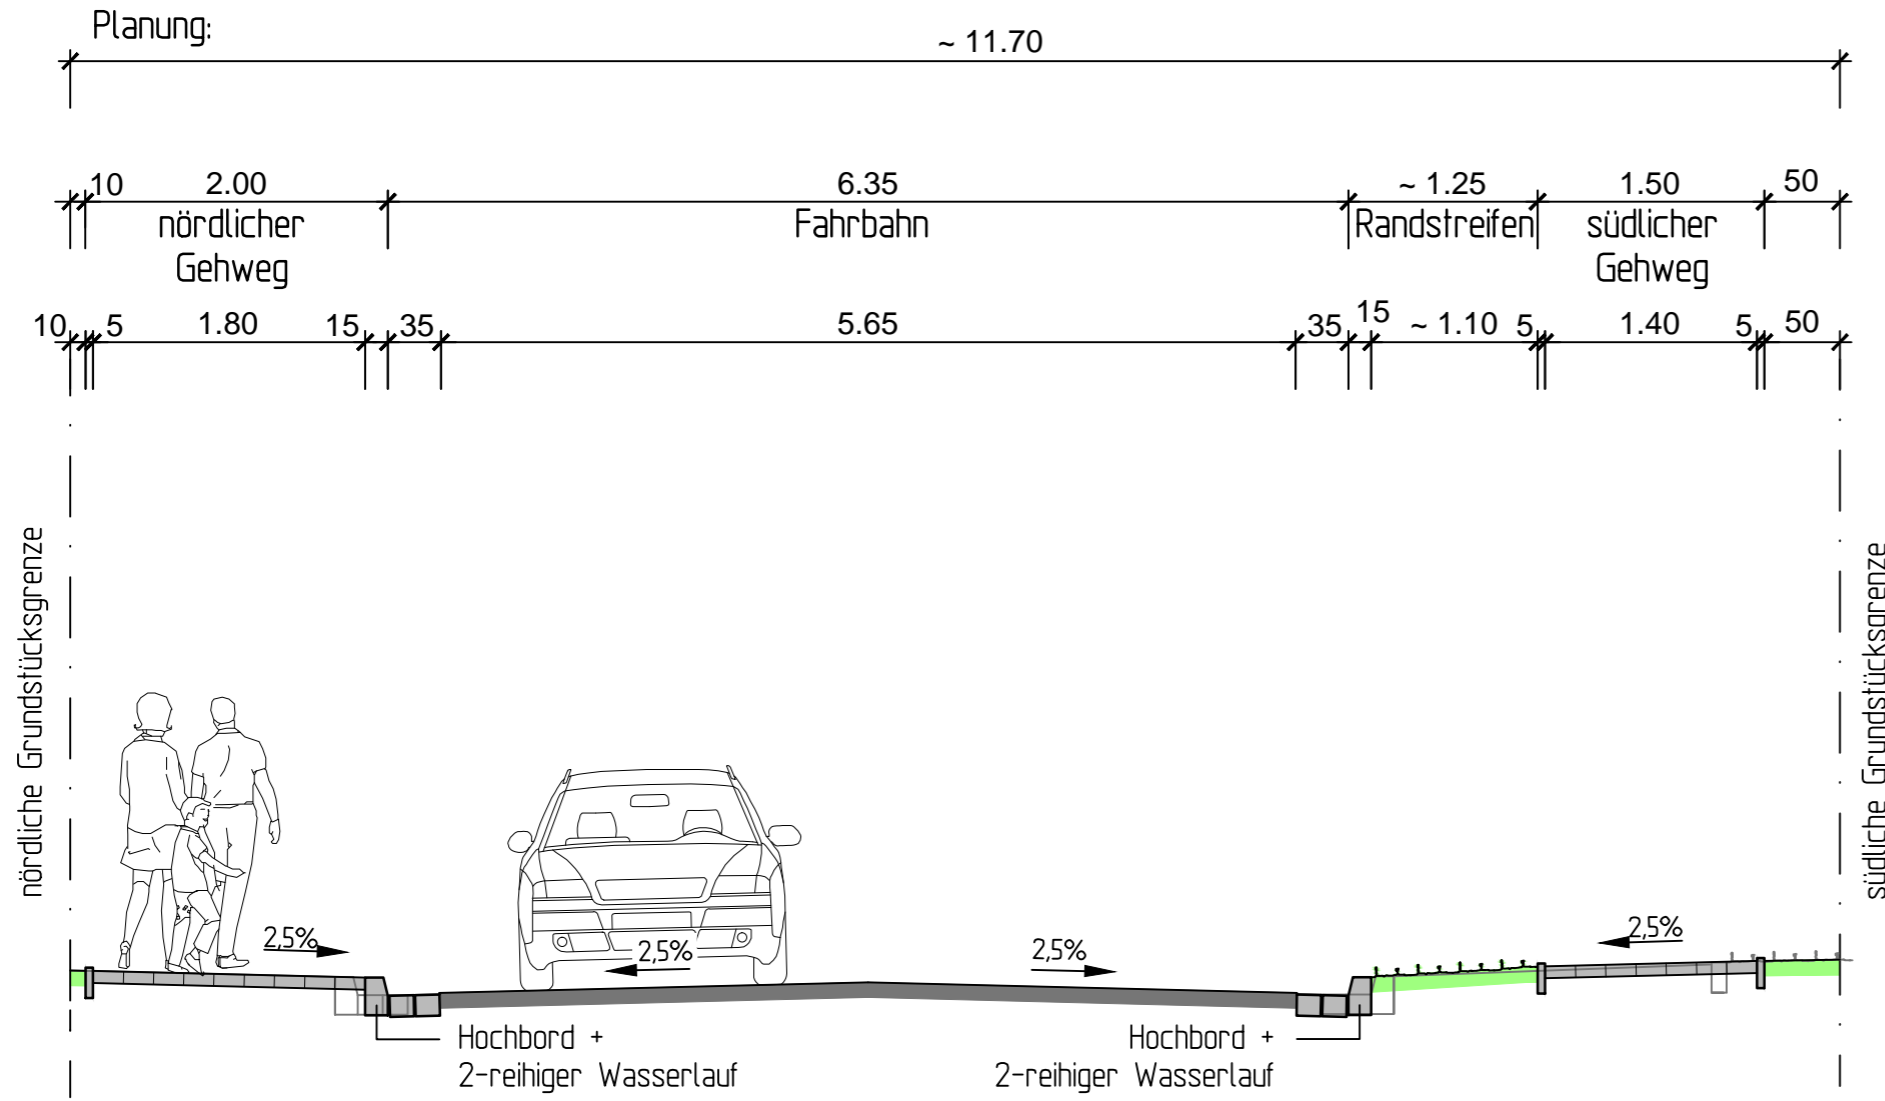 Planung:
~ 11.70
10 2.00 6.35 ~ 1.25 1.50 50
nördlicher Fahrbahn Randstreifen südlicher
Gehweg Gehweg
10 5 1.80 15 35 5.65 35 15 ~ 1.10 5 1.40 5 50
nördliche Grundstücksgrenze
südliche Grundstücksgrenze
2,5% 2,5% 2,5% 2,5%
Hochbord + Hochbord +
2-reihiger Wasserlauf 2-reihiger Wasserlauf